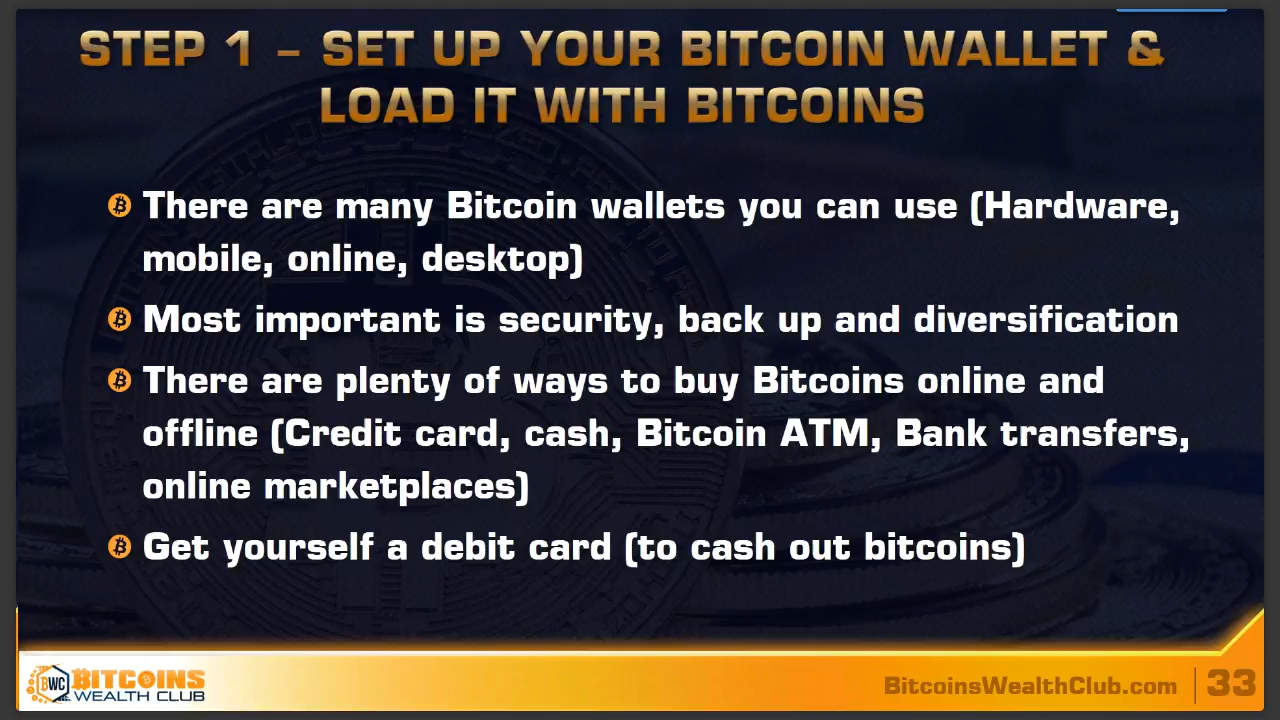 STEP 1 – SET UP YOUR BITCOIN WALLET &
LOAD IT WITH BITCOINS
There are many Bitcoin wallets you can use (Hardware,
mobile, online, desktop)
Most important is security, back up and diversification
There are plenty of ways to buy Bitcoins online and
offline (Credit card, cash, Bitcoin ATM, Bank transfers,
online marketplaces)
Get yourself a debit card (to cash out bitcoins)
BWC BITCOINS
WEALTH CLUB
BitcoinsWealthClub.com
33